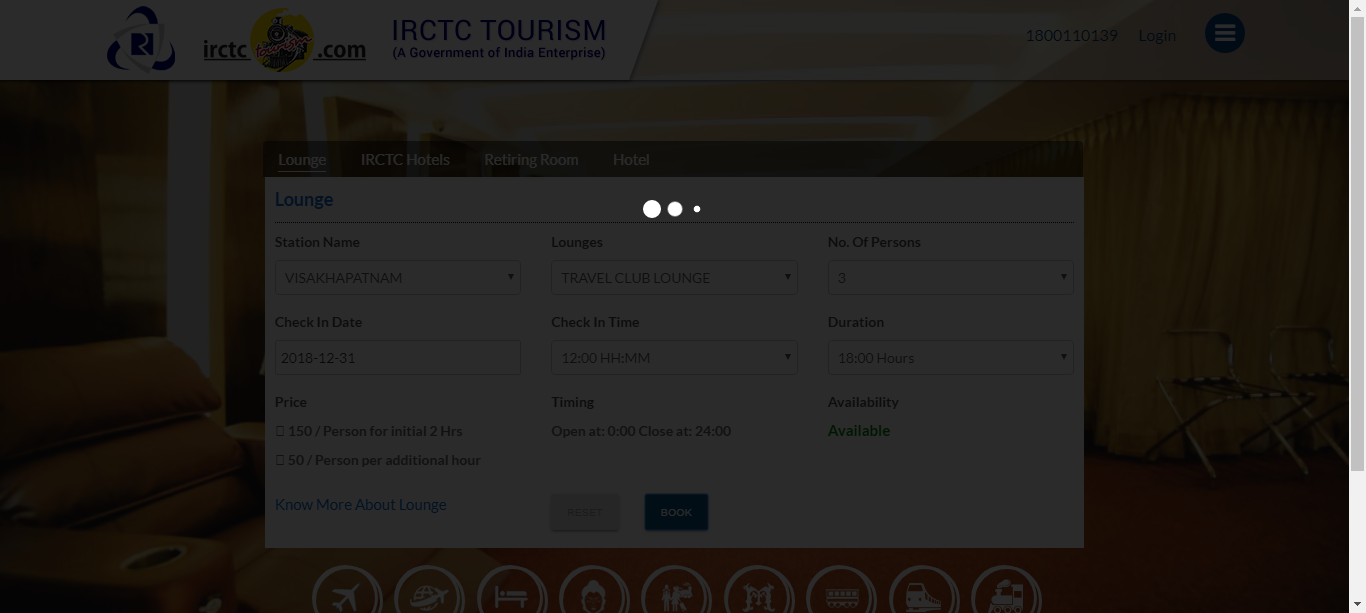 irctc tourism .com
IRCTC TOURISM
(A Government of India Enterprise)
1800110139 Login
Lounge IRCTC Hotels Retiring Room Hotel
Lounge
Station Name Lounges No. Of Persons
VISAKHAPATNAM TRAVEL CLUB LOUNGE 3
Check In Date Check In Time Duration
2018-12-31 12:00 HH:MM 18:00 Hours
Price Timing Availability
150 / Person for initial 2 Hrs Open at: 0:00 Close at: 24:00 Available
50 / Person per additional hour
Know More About Lounge RESET BOOK